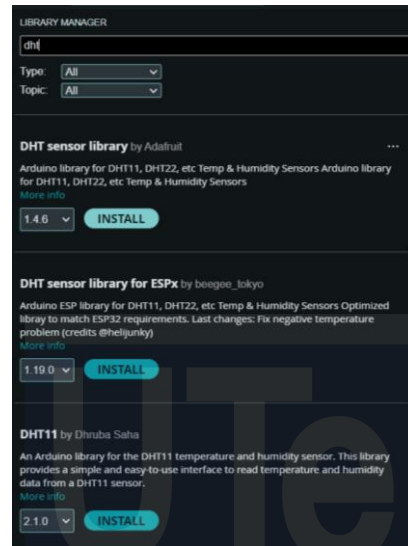 LIBRARY MANAGER
dht
Type: All
Topic: All
DHT sensor library by Adafruit ...
Arduino library for DHT11, DHT22, etc Temp & Humidity Sensors Arduino library
for DHT11, DHT22, etc Temp & Humidity Sensors
More info
1.4.6 INSTALL
DHT sensor library for ESPx by beegee_tokyo
Arduino ESP library for DHT11, DHT22, etc Temp & Humidity Sensors Optimized
libray to match ESP32 requirements. Last changes: Fix negative temperature
problem (credits @helijunky)
More info
1.19.0 INSTALL
DHT11 by Dhruba Saha
An Arduino library for the DHT11 temperature and humidity sensor. This library
provides a simple and easy-to-use interface to read temperature and humidity
data from a DHT11 sensor.
More info
2.1.0 INSTALL
UTe